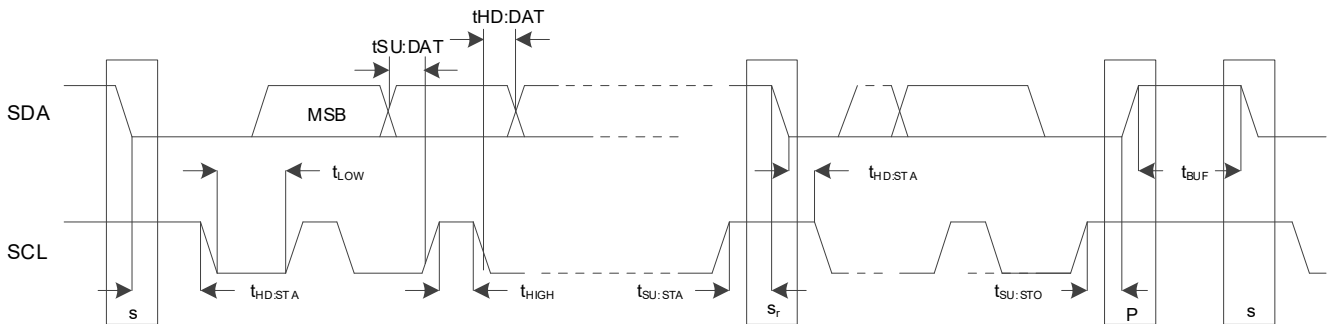 tHD:DAT
tSU:DAT
SDA
MSB
tLOW
tHD:STA
tBUF
SCL
tHD:STA
tHIGH
tSU:STA
tSU:STO
s
sr
P
s